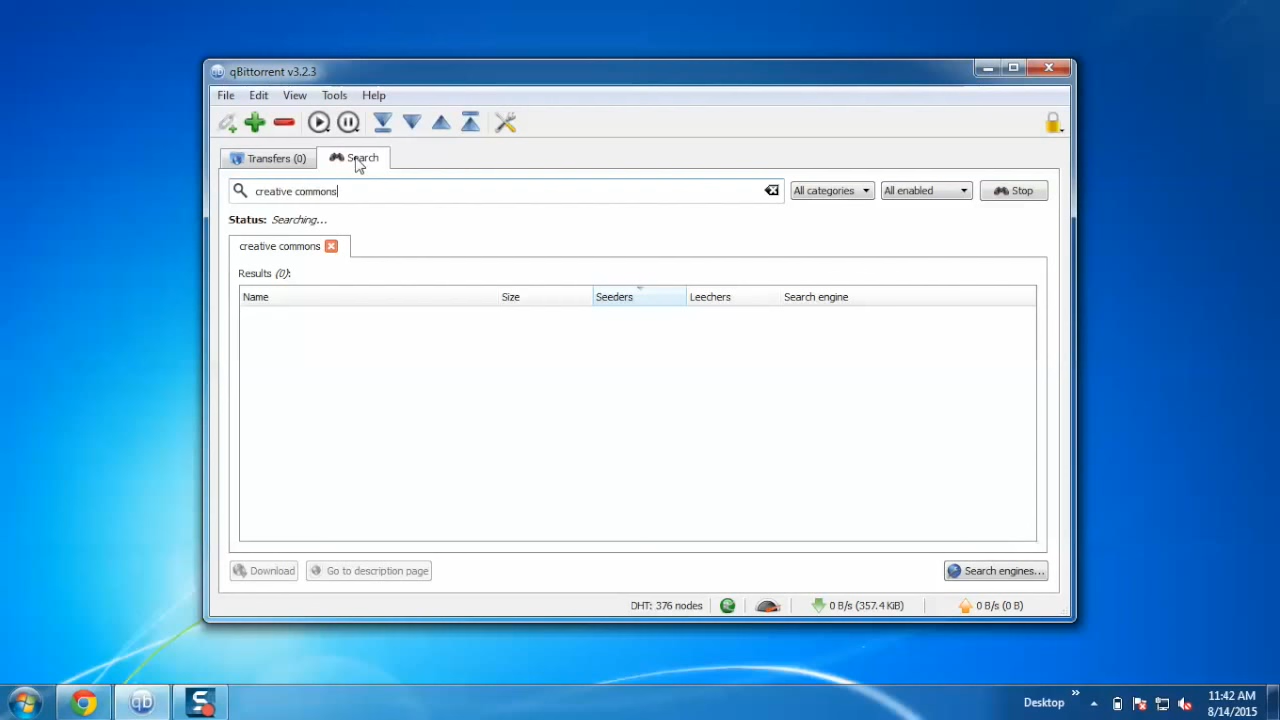 qBittorrent v3.2.3
File Edit View Tools Help
Transfers (0) Search
creative commons All categories All enabled Stop
Status: Searching...
creative commons
Results (0):
Name Size Seeders Leechers Search engine
Download Go to description page Search engines...
DHT: 376 nodes 0 B/s (357.4 KiB) 0 B/s (0 B)
qb S Desktop 11:42 AM
8/14/2015